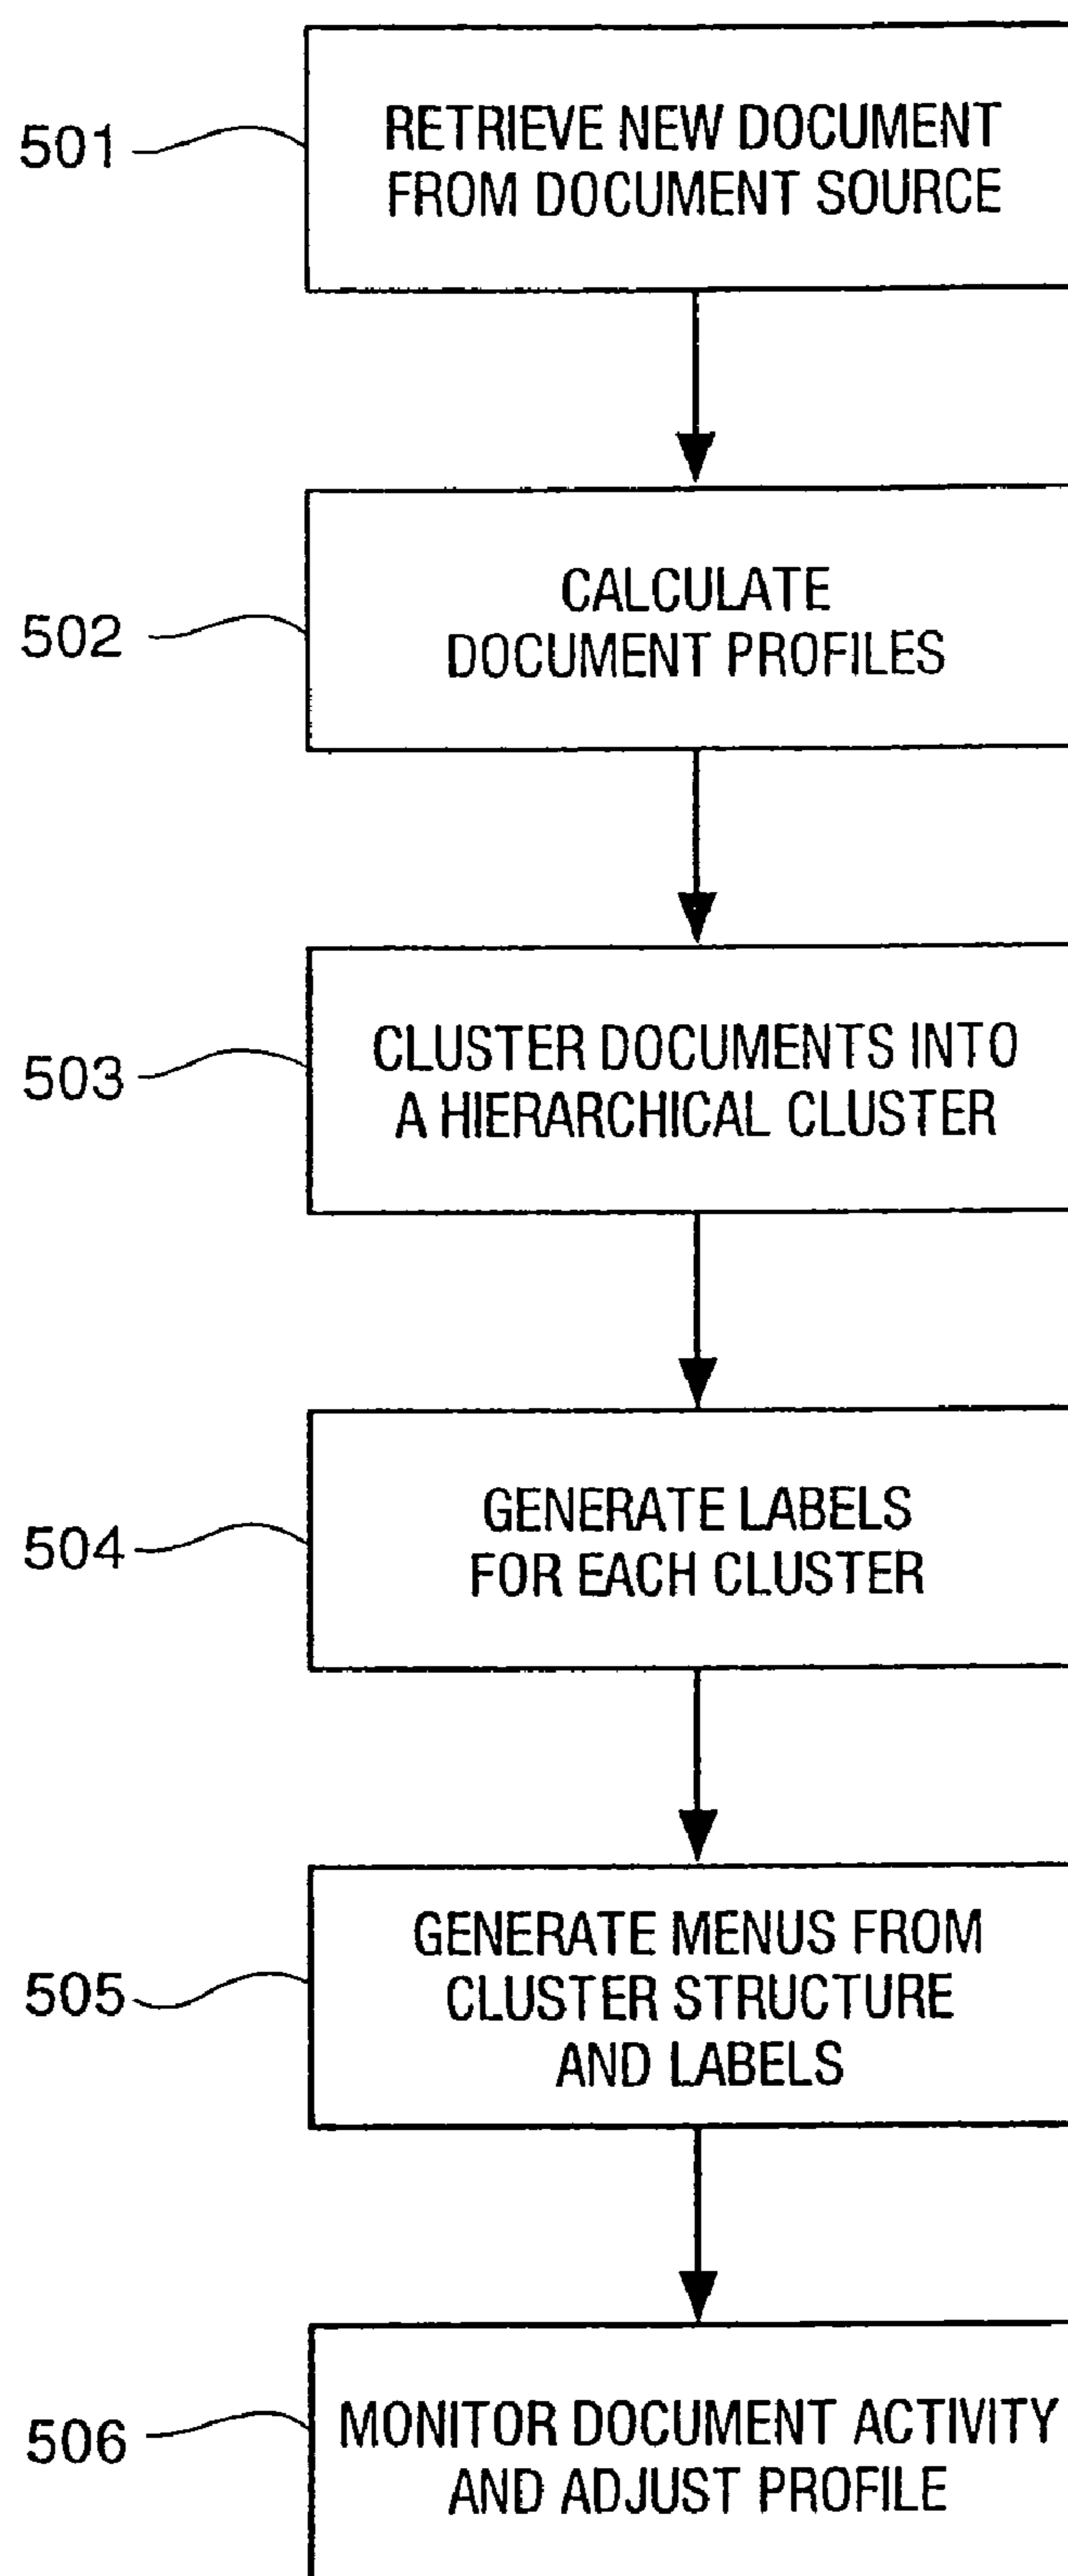 501
RETRIEVE NEW DOCUMENT
FROM DOCUMENT SOURCE
502
CALCULATE
DOCUMENT PROFILES
503
CLUSTER DOCUMENTS INTO
A HIERARCHICAL CLUSTER
504
GENERATE LABELS
FOR EACH CLUSTER
505
GENERATE MENUS FROM
CLUSTER STRUCTURE
AND LABELS
506
MONITOR DOCUMENT ACTIVITY
AND ADJUST PROFILE